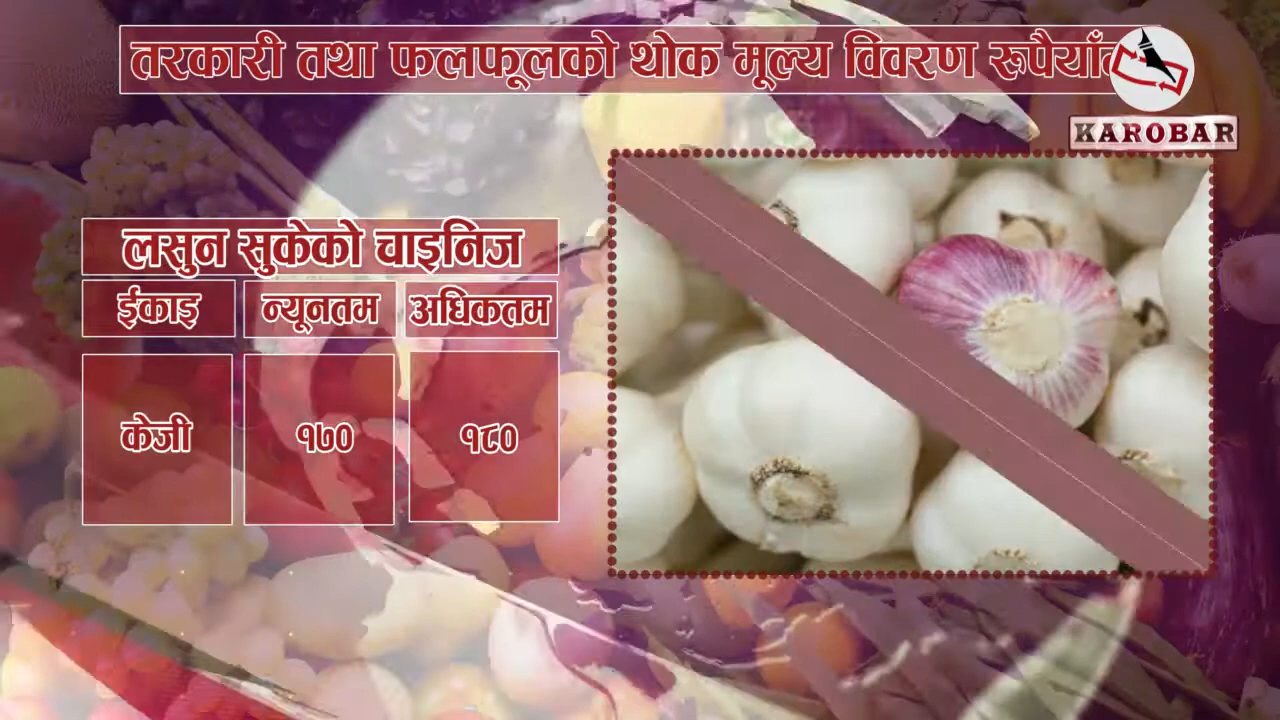 तरकारी तथा फलफूलको थोक मूल्य विवरण
KAROBAR
लसुन सुकेको चाइनिज
ईकाइ न्यूनतम अधिकतम
केजी १७० १८०